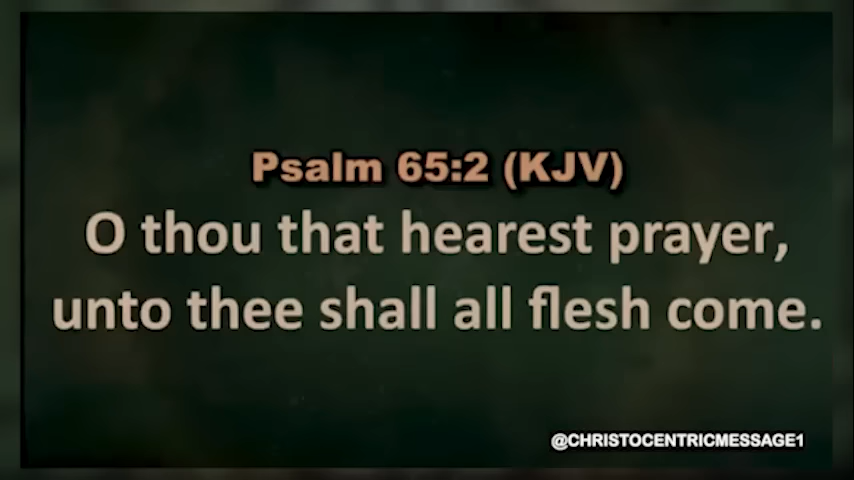 Psalm 65:2 (KJV)
O thou that hearest prayer,
unto thee shall all flesh come.
@CHRISTOCENTRICMESSAGE1